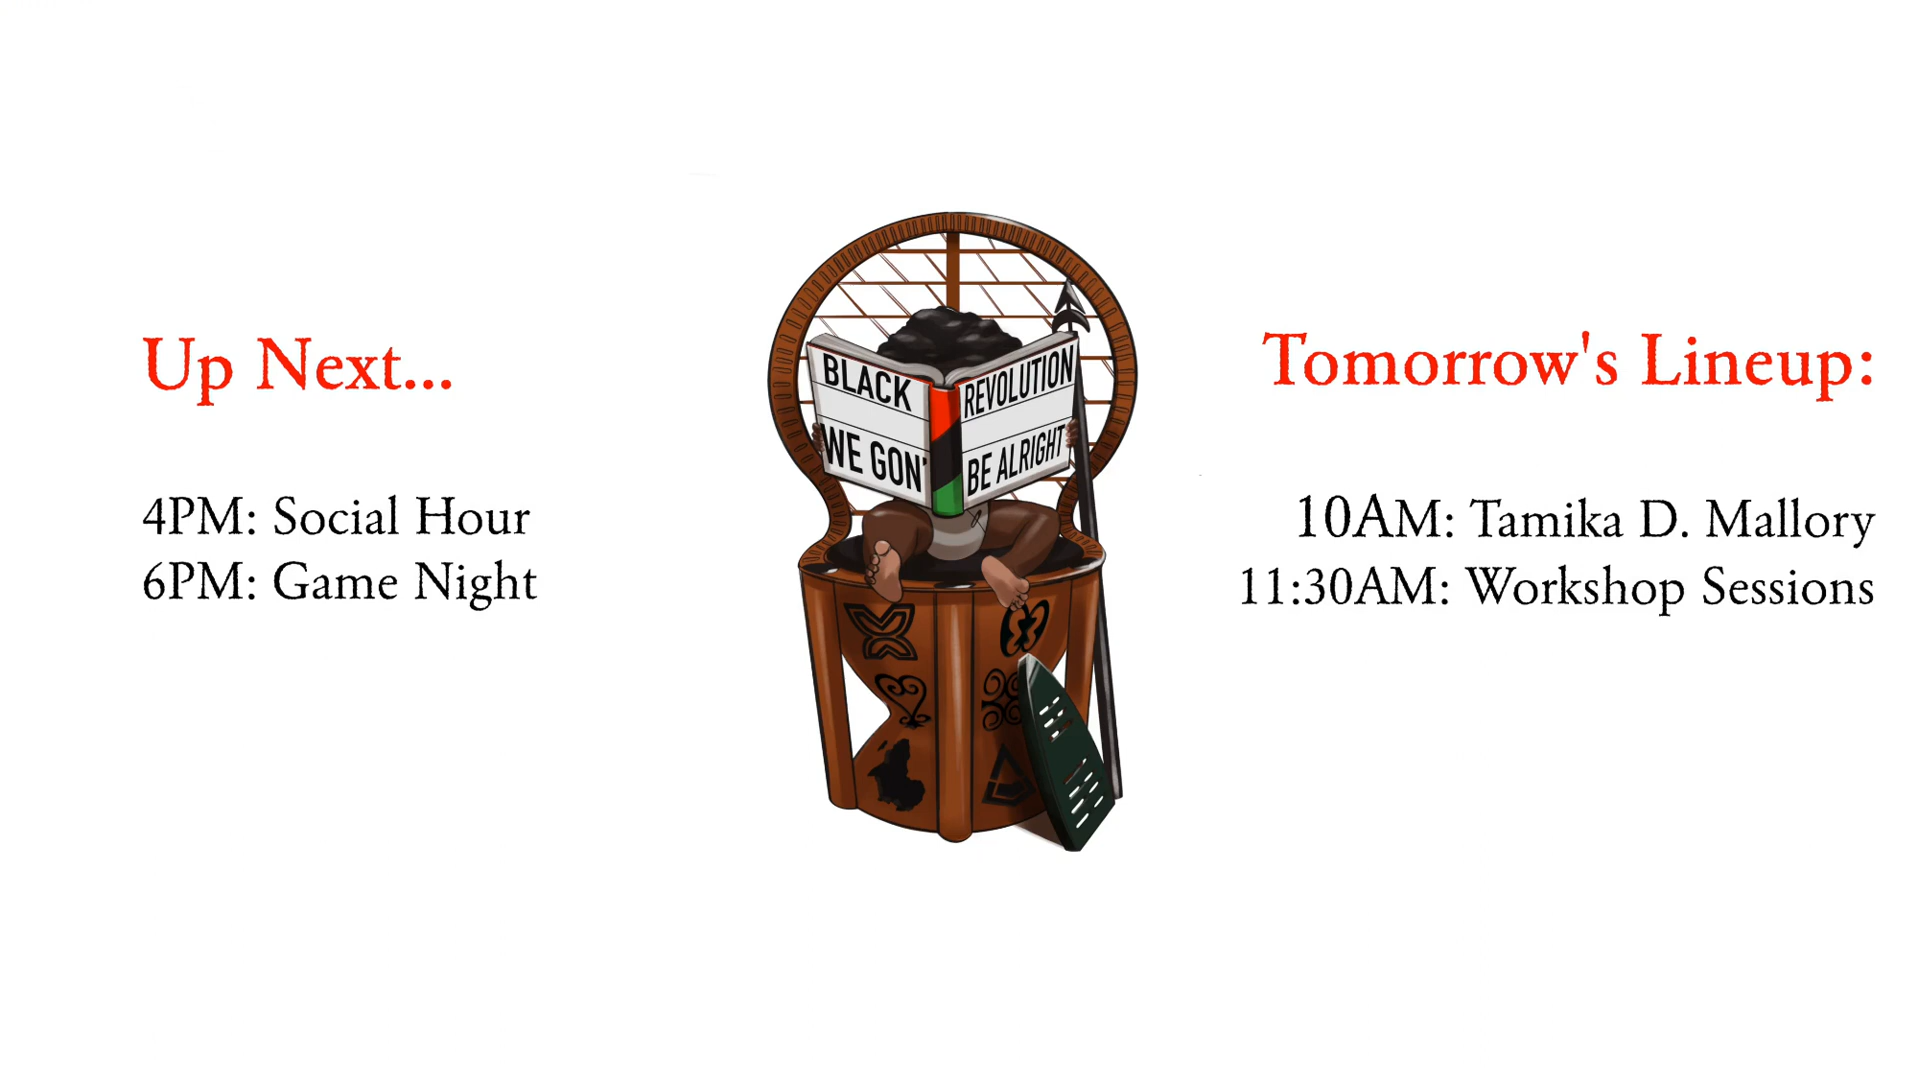 Up Next...
4PM: Social Hour
6PM: Game Night
BLACK
WE GON'
REVOLUTION
BE ALRIGHT
Tomorrow's Lineup:
10AM: Tamika D. Mallory
11:30AM: Workshop Sessions